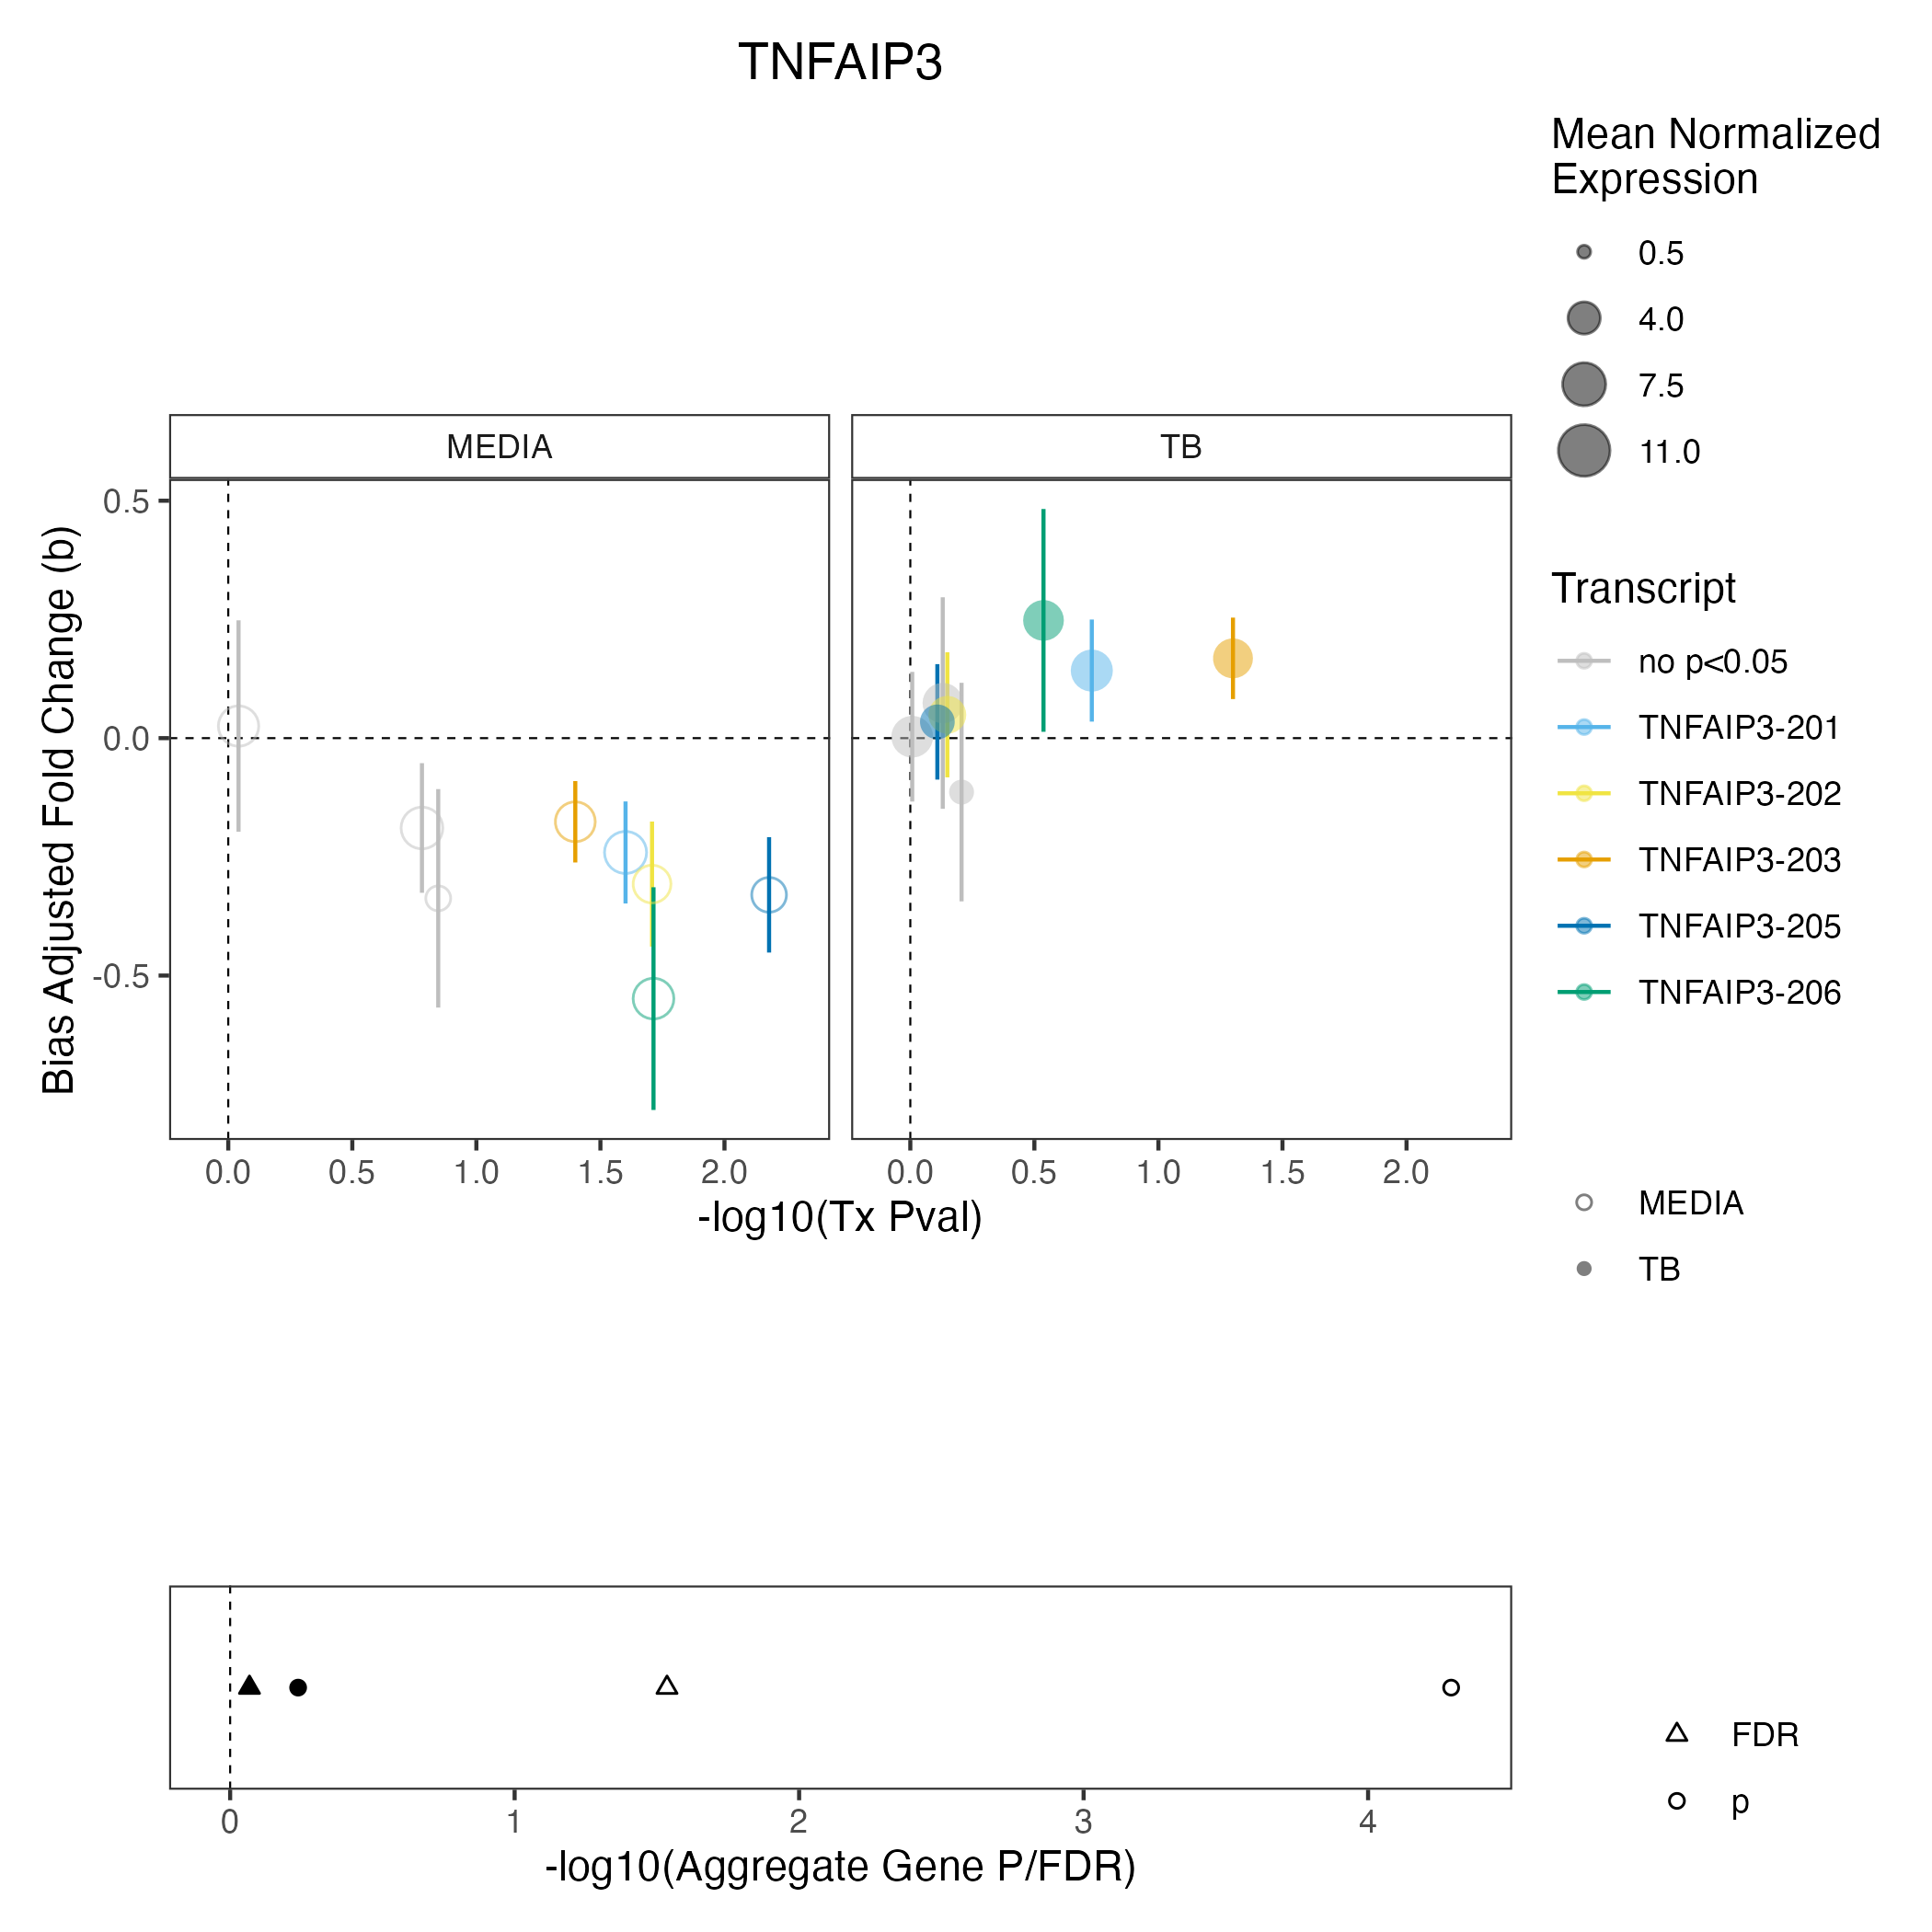 TNFAIP3
Mean Normalized
Expression
0.5
4.0
7.5
11.0
MEDIA
TB
Bias Adjusted Fold Change (b)
0.5
0.0
-0.5
0.0 0.5 1.0 1.5 2.0
0.0 0.5 1.0 1.5 2.0
-log10(Tx Pval)
Transcript
no p<0.05
TNFAIP3-201
TNFAIP3-202
TNFAIP3-203
TNFAIP3-205
TNFAIP3-206
MEDIA
TB
0 1 2 3 4
-log10(Aggregate Gene P/FDR)
FDR
p